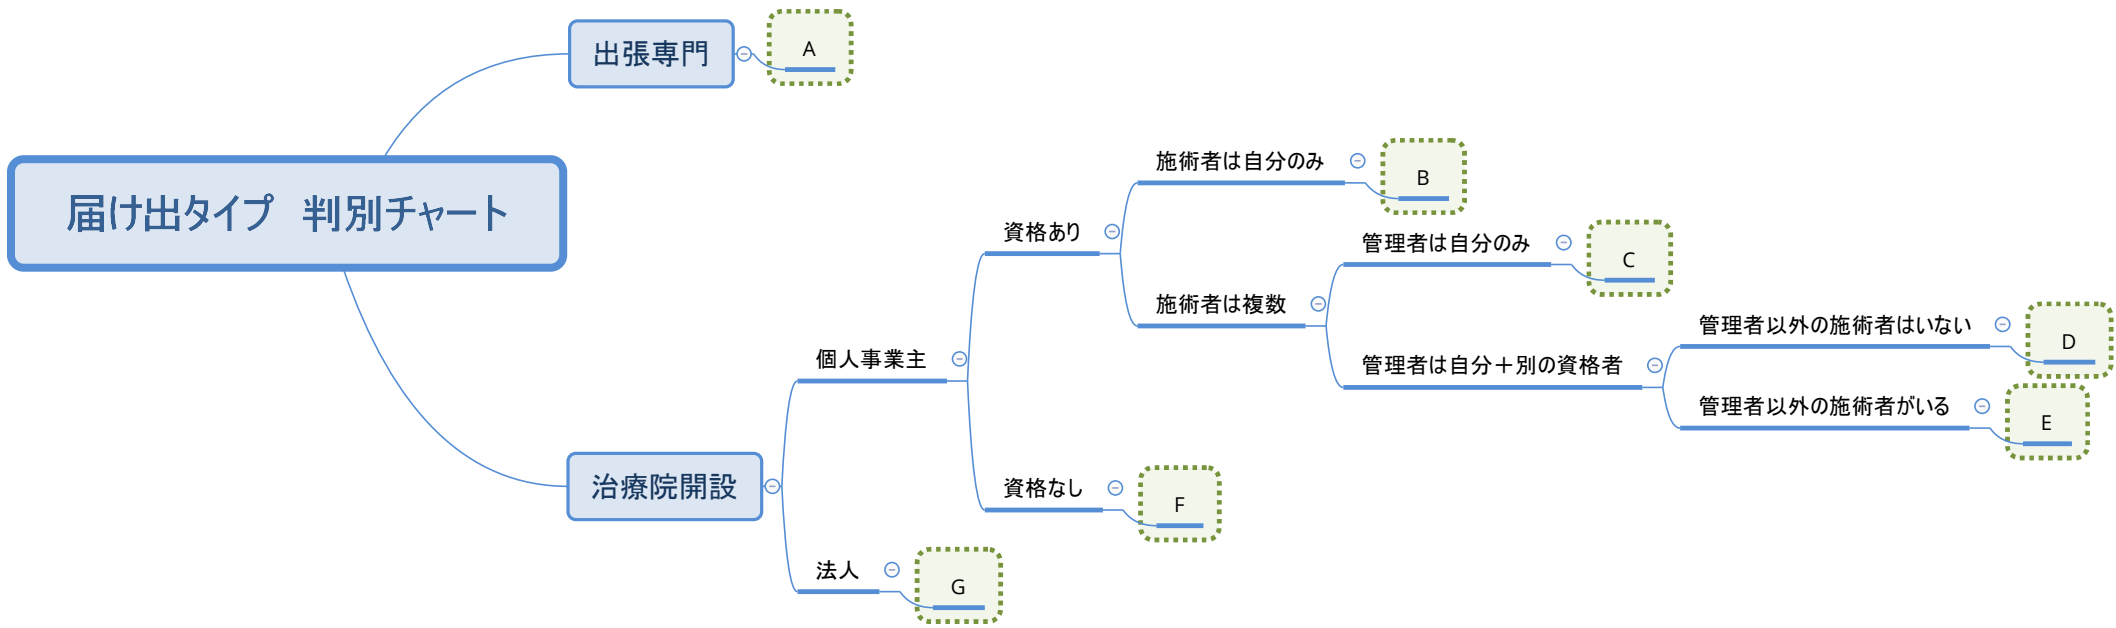 届け出タイプ　判別チャート
出張専門
A
治療院開設
個人事業主
資格あり
施術者は自分のみ
B
施術者は複数
管理者は自分のみ
C
管理者は自分＋別の資格者
管理者以外の施術者はいない
D
管理者以外の施術者がいる
E
資格なし
F
法人
G